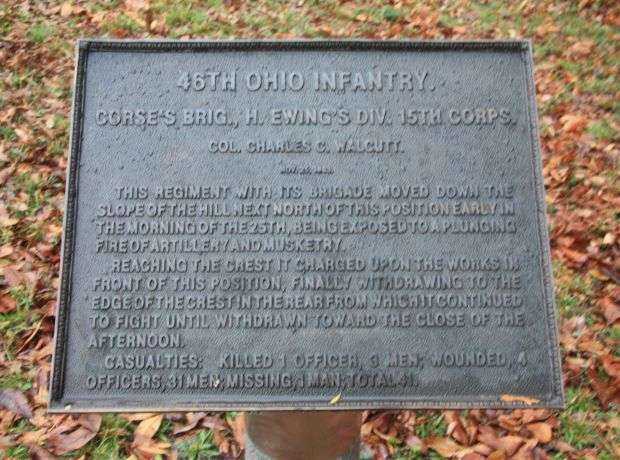 46TH OHIO INFANTRY.
CORSE'S BRIG., H. EWING'S DIV. 15TH CORPS.
COL. CHARLES C. WALCUTT.
NOV. 25, 1863.
THIS REGIMENT WITH ITS BRIGADE MOVED DOWN THE
SLOPE OF THE HILL NEXT NORTH OF THIS POSITION EARLY IN
THE MORNING OF THE 25TH, BEING EXPOSED TO A PLUNGING
FIRE OF ARTILLERY AND MUSKETRY.
REACHING THE CREST IT CHARGED UPON THE WORKS IN
FRONT OF THIS POSITION, FINALLY WITHDRAWING TO THE
EDGE OF THE CREST IN THE REAR FROM WHICH IT CONTINUED
TO FIGHT UNTIL WITHDRAWN TOWARD THE CLOSE OF THE
AFTERNOON.
CASUALTIES: KILLED 1 OFFICER, 3 MEN; WOUNDED, 4
OFFICERS, 31 MEN; MISSING, 1 MAN; TOTAL 41.